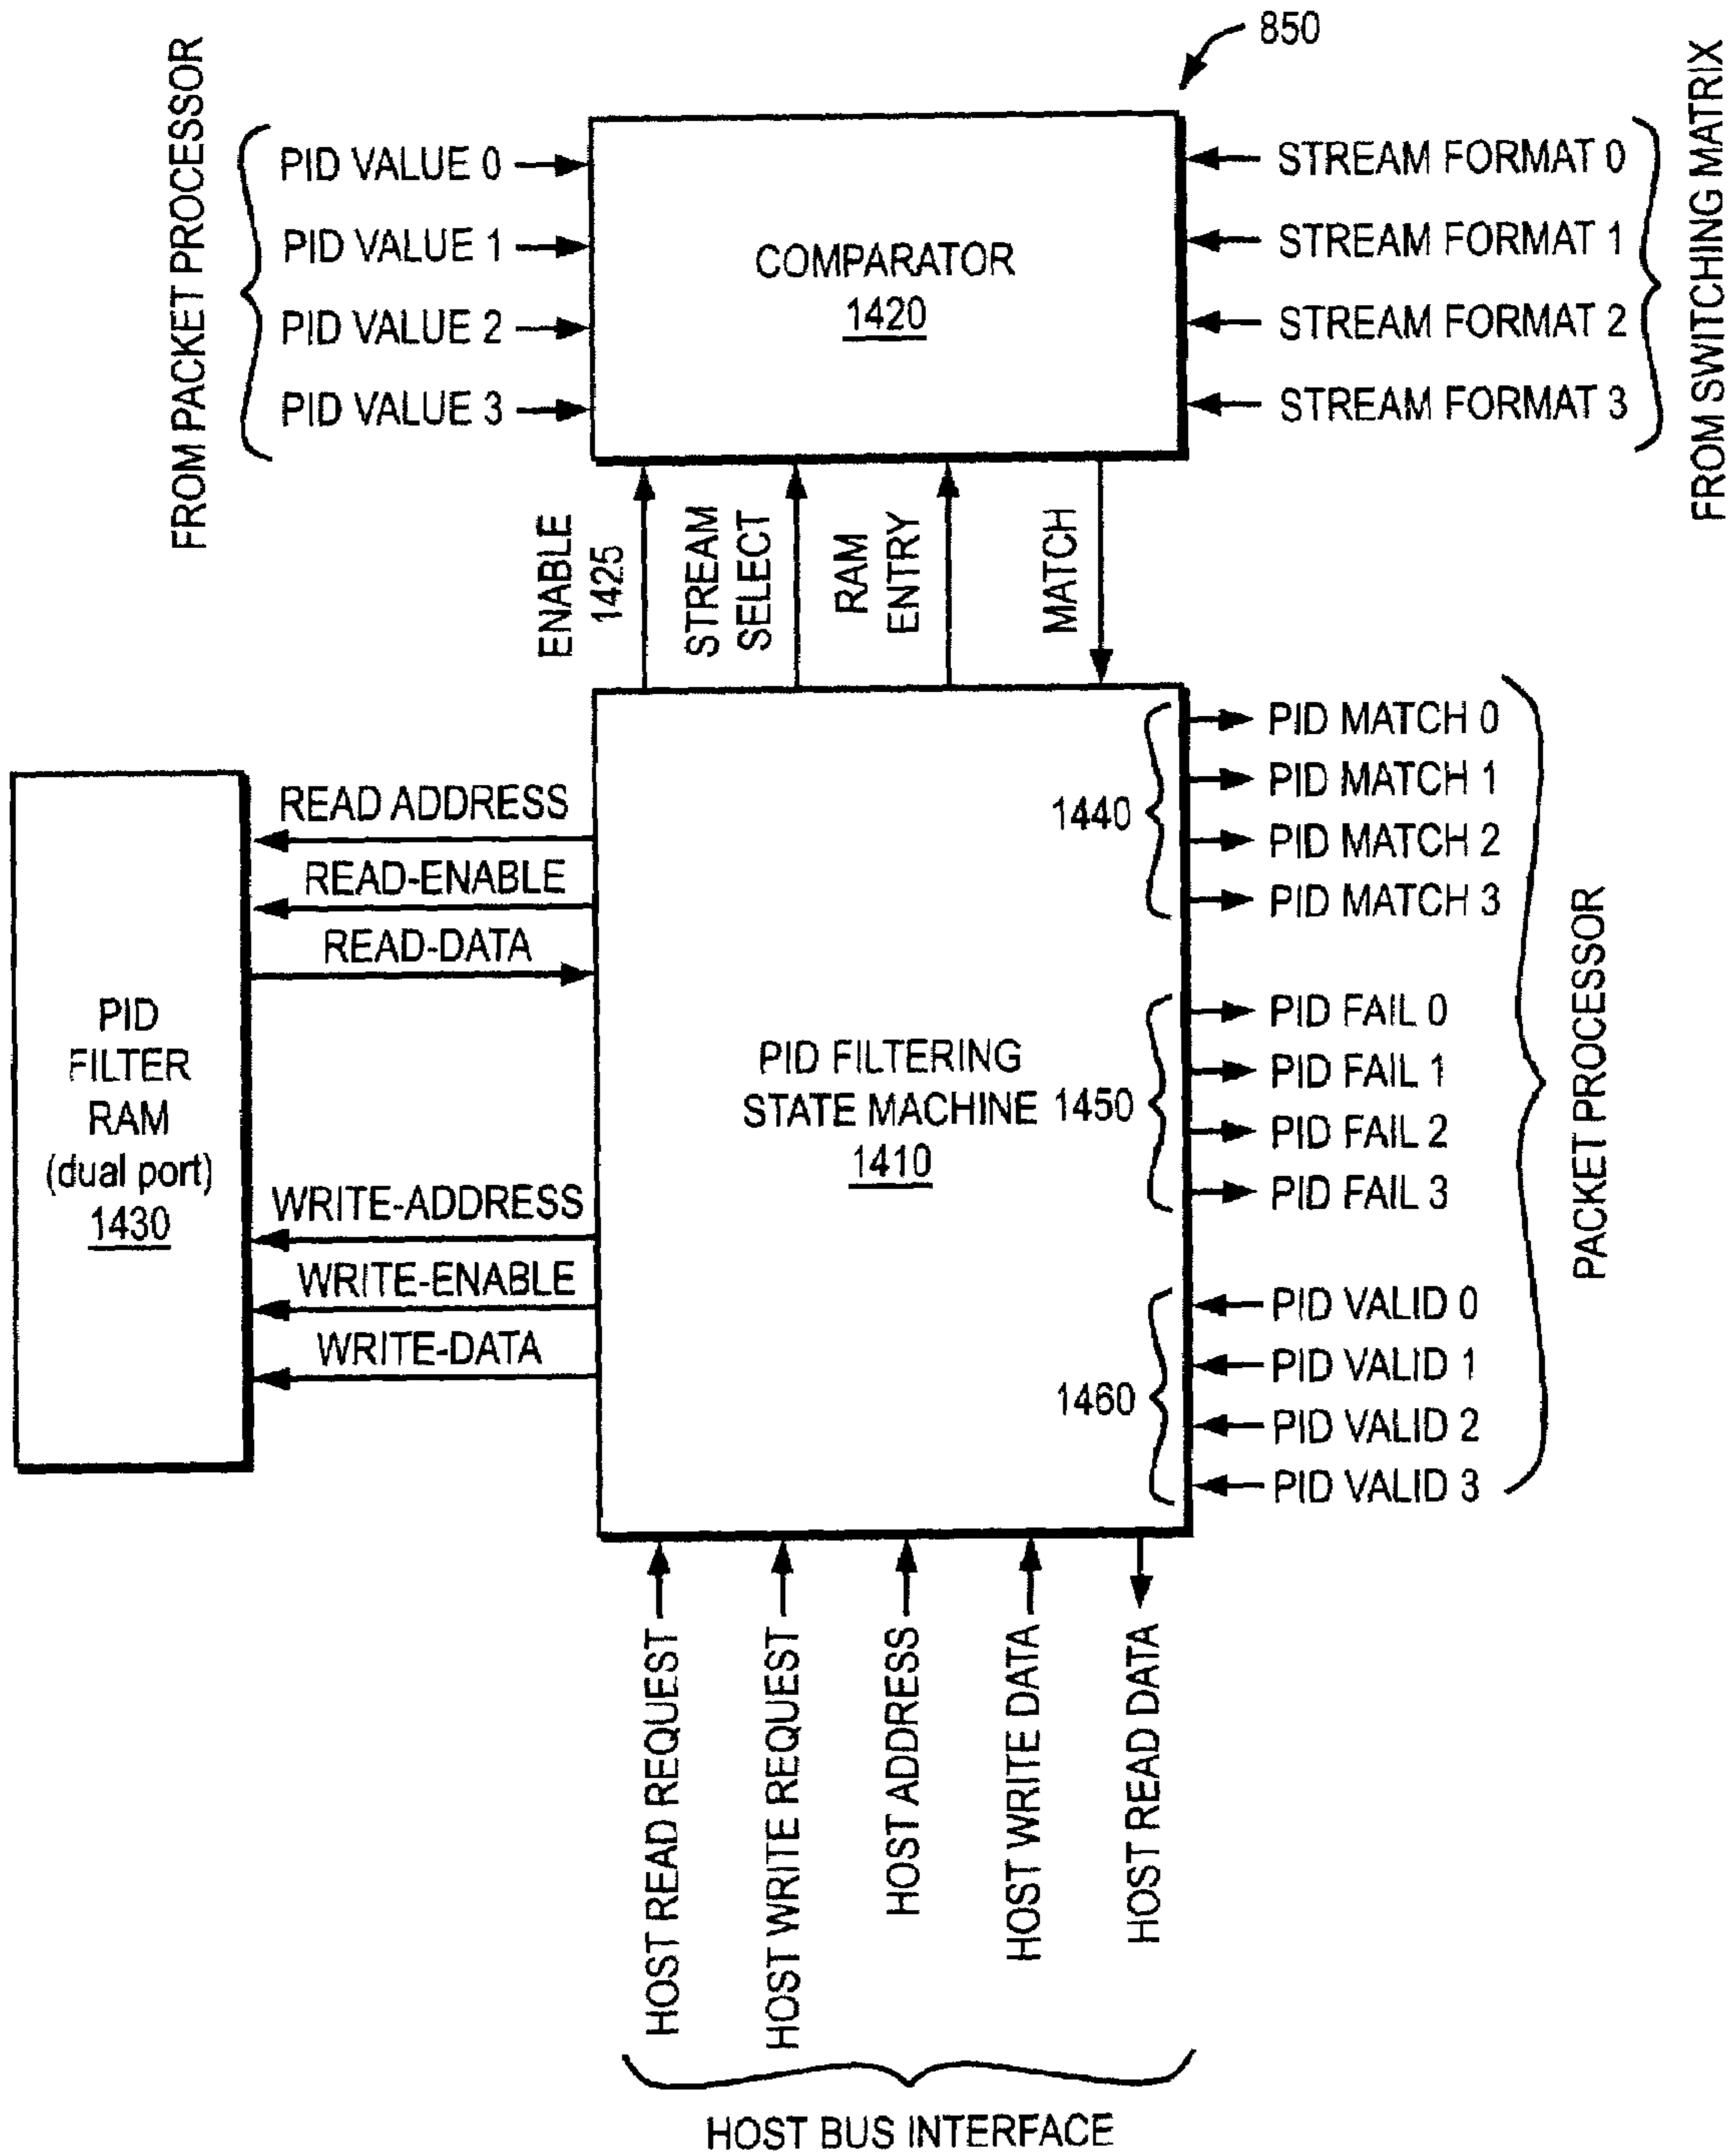 850
FROM PACKET PROCESSOR
PID VALUE 0
PID VALUE 1
PID VALUE 2
PID VALUE 3
COMPARATOR
1420
STREAM FORMAT 0
STREAM FORMAT 1
STREAM FORMAT 2
STREAM FORMAT 3
FROM SWITCHING MATRIX
ENABLE
1425
STREAM
SELECT
RAM
ENTRY
MATCH
PID
FILTER
RAM
(dual port)
1430
READ ADDRESS
READ-ENABLE
READ-DATA
WRITE-ADDRESS
WRITE-ENABLE
WRITE-DATA
PID FILTERING
STATE MACHINE
1410
1440
PID MATCH 0
PID MATCH 1
PID MATCH 2
PID MATCH 3
1450
PID FAIL 0
PID FAIL 1
PID FAIL 2
PID FAIL 3
1460
PID VALID 0
PID VALID 1
PID VALID 2
PID VALID 3
PACKET PROCESSOR
HOST READ REQUEST
HOST WRITE REQUEST
HOST ADDRESS
HOST WRITE DATA
HOST READ DATA
HOST BUS INTERFACE